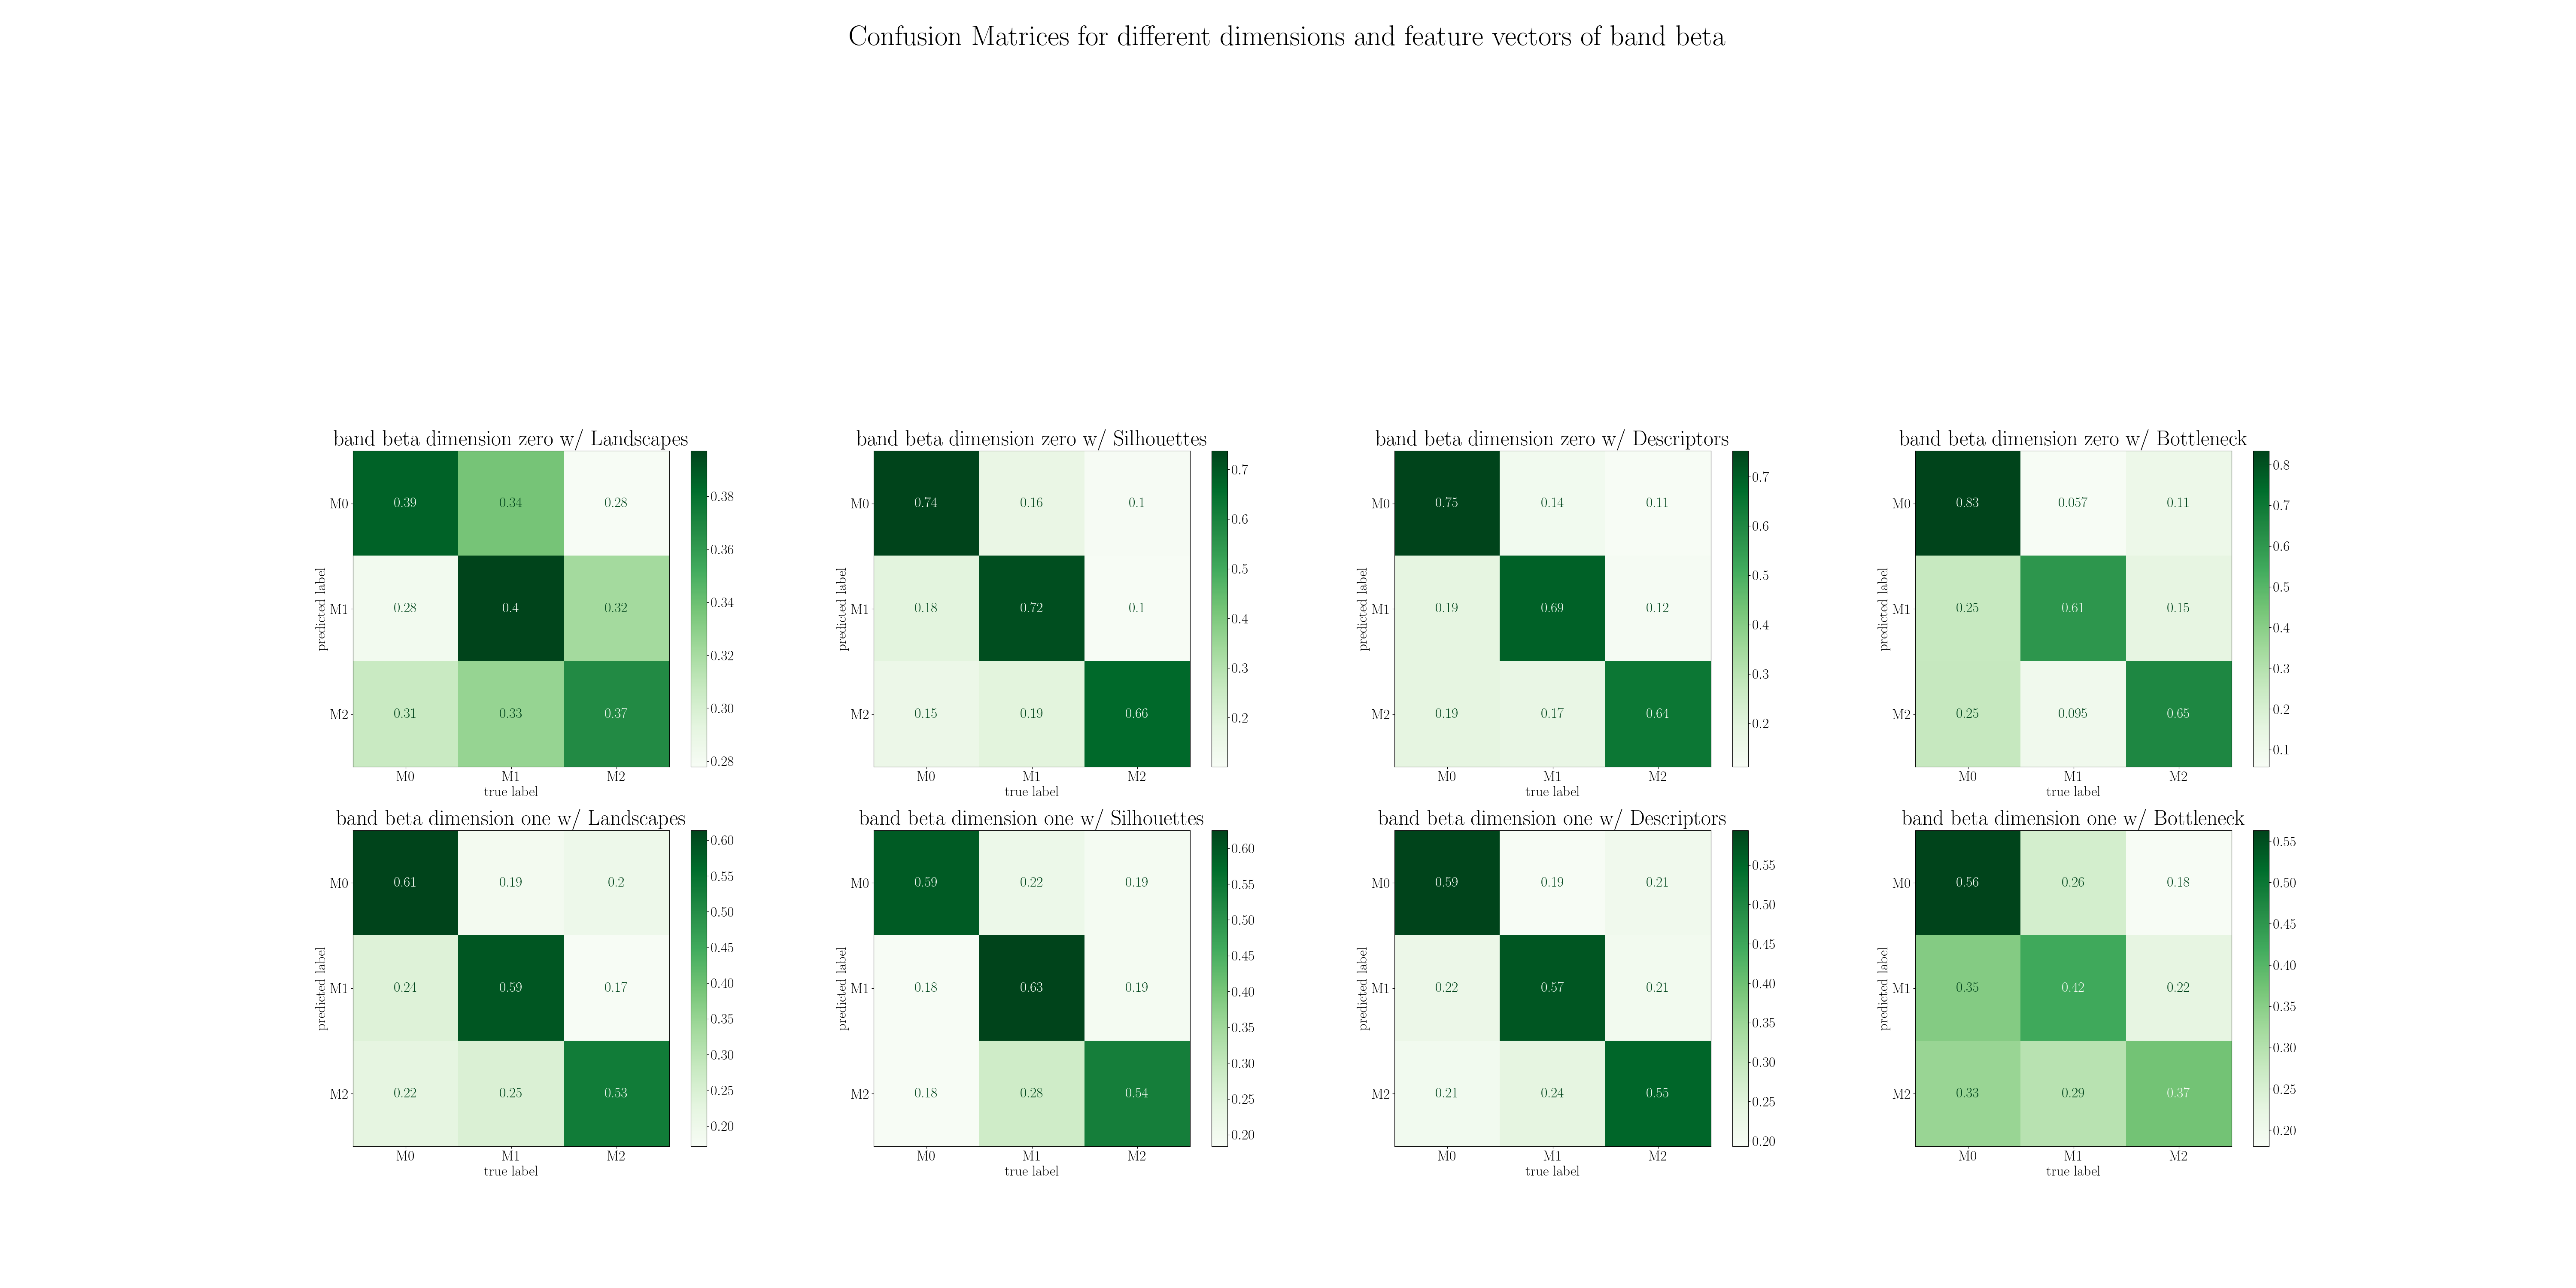 Confusion Matrices for different dimensions and feature vectors of band beta
band beta dimension zero w/ Landscapes
predicted label
M0 0.39 0.34 0.28
M1 0.28 0.4 0.32
M2 0.31 0.33 0.37
M0 M1 M2
true label
0.38
0.36
0.34
0.32
0.30
0.28
band beta dimension zero w/ Silhouettes
predicted label
M0 0.74 0.16 0.1
M1 0.18 0.72 0.1
M2 0.15 0.19 0.66
M0 M1 M2
true label
0.7
0.6
0.5
0.4
0.3
0.2
band beta dimension zero w/ Descriptors
predicted label
M0 0.75 0.14 0.11
M1 0.19 0.69 0.12
M2 0.19 0.17 0.64
M0 M1 M2
true label
0.7
0.6
0.5
0.4
0.3
0.2
band beta dimension zero w/ Bottleneck
predicted label
M0 0.83 0.057 0.11
M1 0.25 0.61 0.15
M2 0.25 0.095 0.65
M0 M1 M2
true label
0.8
0.7
0.6
0.5
0.4
0.3
0.2
0.1
band beta dimension one w/ Landscapes
predicted label
M0 0.61 0.19 0.2
M1 0.24 0.59 0.17
M2 0.22 0.25 0.53
M0 M1 M2
true label
0.60
0.55
0.50
0.45
0.40
0.35
0.30
0.25
0.20
band beta dimension one w/ Silhouettes
predicted label
M0 0.59 0.22 0.19
M1 0.18 0.63 0.19
M2 0.18 0.28 0.54
M0 M1 M2
true label
0.60
0.55
0.50
0.45
0.40
0.35
0.30
0.25
0.20
band beta dimension one w/ Descriptors
predicted label
M0 0.59 0.19 0.21
M1 0.22 0.57 0.21
M2 0.21 0.24 0.55
M0 M1 M2
true label
0.55
0.50
0.45
0.40
0.35
0.30
0.25
0.20
band beta dimension one w/ Bottleneck
predicted label
M0 0.56 0.26 0.18
M1 0.35 0.42 0.22
M2 0.33 0.29 0.37
M0 M1 M2
true label
0.55
0.50
0.45
0.40
0.35
0.30
0.25
0.20